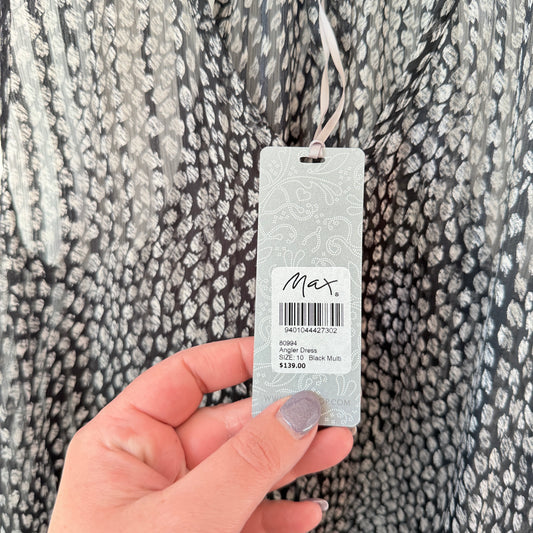 Max®
9401044427302
80994
Angler Dress
SIZE: 10 Black Multi
$139.00